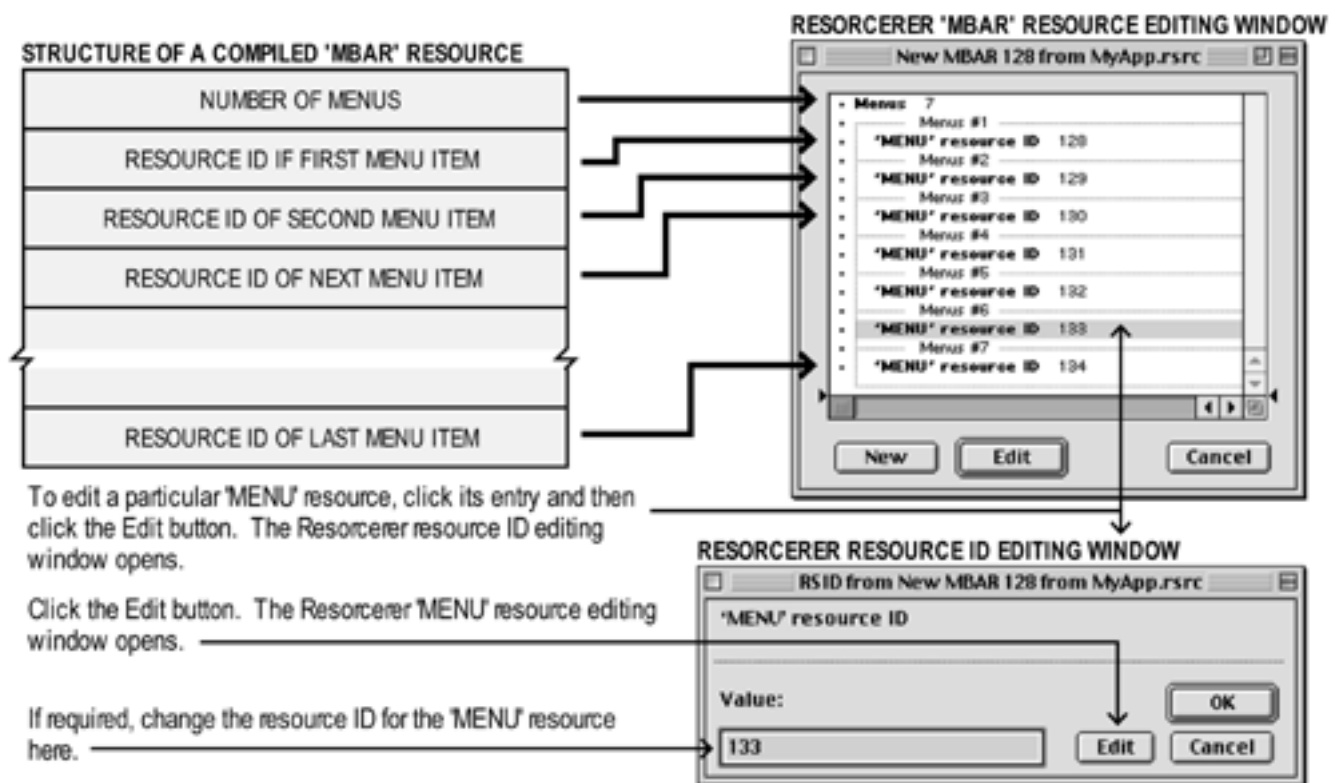 RESORCERER 'MBAR' RESOURCE EDITING WINDOW
STRUCTURE OF A COMPILED 'MBAR' RESOURCE
NUMBER OF MENUS
RESOURCE ID IF FIRST MENU ITEM
RESOURCE ID OF SECOND MENU ITEM
RESOURCE ID OF NEXT MENU ITEM
RESOURCE ID OF LAST MENU ITEM
New MBAR 128 from MyApp.rsrc
Menus 7
Menus #1
'MENU' resource ID 128
Menus #2
'MENU' resource ID 129
Menus #3
'MENU' resource ID 130
Menus #4
'MENU' resource ID 131
Menus #5
'MENU' resource ID 132
Menus #6
'MENU' resource ID 133
Menus #7
'MENU' resource ID 134
New Edit Cancel
To edit a particular 'MENU' resource, click its entry and then
click the Edit button. The Resorcerer resource ID editing
window opens.
Click the Edit button. The Resorcerer 'MENU' resource editing
window opens.
If required, change the resource ID for the 'MENU' resource
here.
RESORCERER RESOURCE ID EDITING WINDOW
RSID from New MBAR 128 from MyApp.rsrc
'MENU' resource ID
Value:
OK
133
Edit Cancel